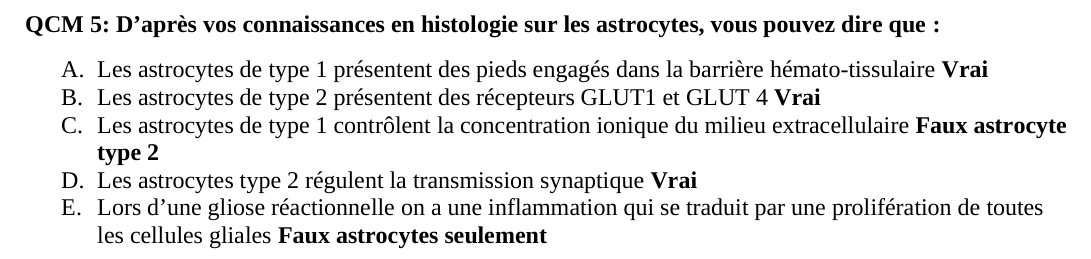 QCM 5: D’après vos connaissances en histologie sur les astrocytes, vous pouvez dire que :
A. Les astrocytes de type 1 présentent des pieds engagés dans la barrière hémato-tissulaire Vrai
B. Les astrocytes de type 2 présentent des récepteurs GLUT1 et GLUT 4 Vrai
C. Les astrocytes de type 1 contrôlent la concentration ionique du milieu extracellulaire Faux astrocyte
type 2
D. Les astrocytes type 2 régulent la transmission synaptique Vrai
E. Lors d’une gliose réactionnelle on a une inflammation qui se traduit par une prolifération de toutes
les cellules gliales Faux astrocytes seulement